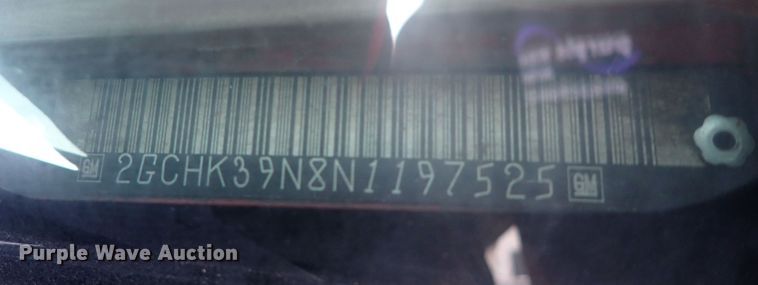 GM 2GCHK39N8N1197525 GM
Purple Wave Auction